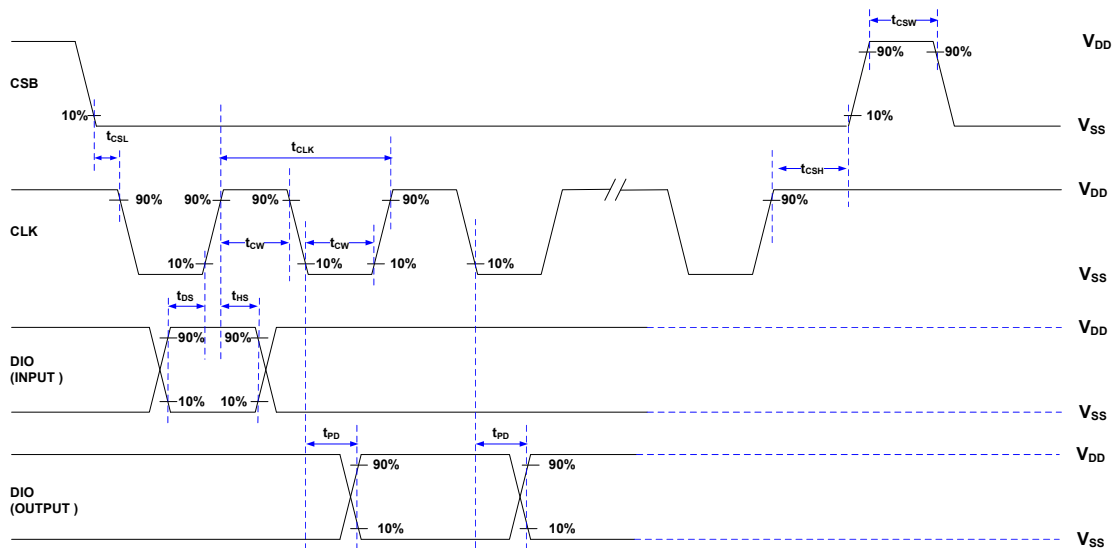 tCSW
VDD
90%
90%
CSB
10%
10%
VSS
tCSL
tCLK
tCSH
VDD
90%
90%
90%
90%
90%
CLK
tCW
tCW
10%
10%
10%
10%
VSS
tDS
tHS
VDD
90%
90%
DIO
(INPUT )
10%
10%
VSS
tPD
tPD
VDD
90%
90%
DIO
(OUTPUT )
10%
10%
VSS